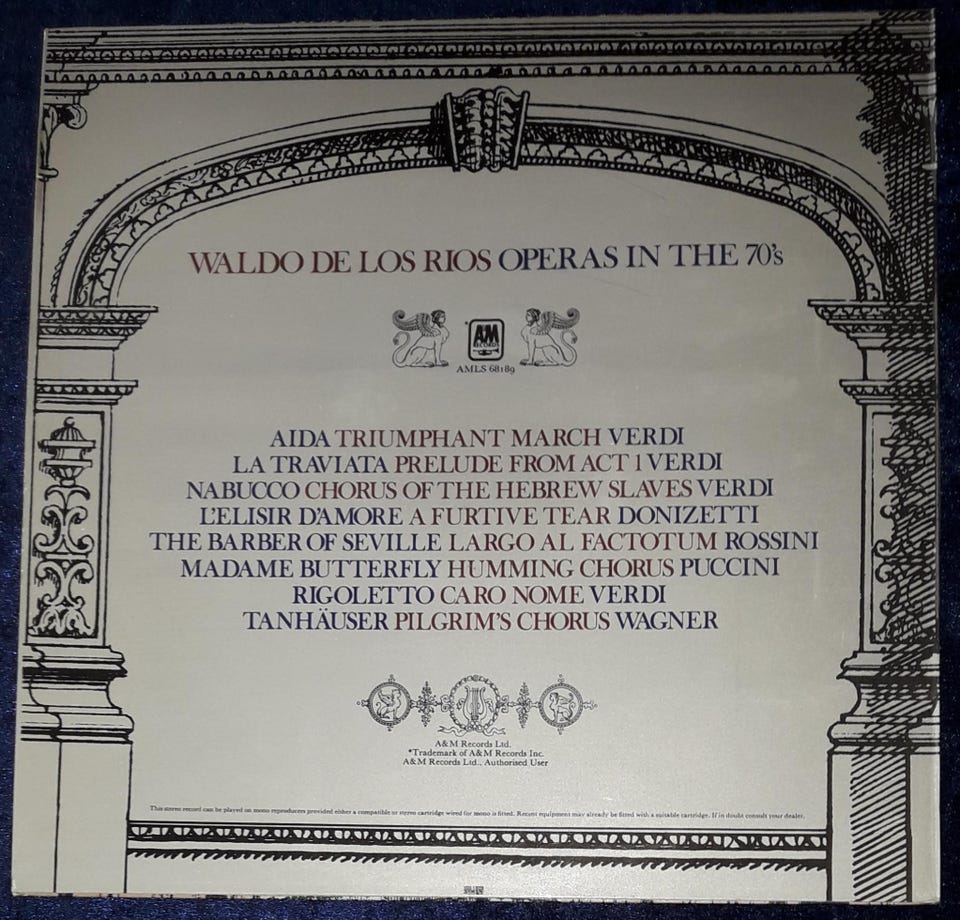 WALDO DE LOS RIOS OPERAS IN THE 70's
A&M
RECORDS
AMLS 68189
AIDA TRIUMPHANT MARCH VERDI
LA TRAVIATA PRELUDE FROM ACT 1 VERDI
NABUCCO CHORUS OF THE HEBREW SLAVES VERDI
L'ELISIR D'AMORE A FURTIVE TEAR DONIZETTI
THE BARBER OF SEVILLE LARGO AL FACTOTUM ROSSINI
MADAME BUTTERFLY HUMMING CHORUS PUCCINI
RIGOLETTO CARO NOME VERDI
TANHÄUSER PILGRIM'S CHORUS WAGNER
A&M Records Ltd.
*Trademark of A&M Records Inc.
A&M Records Ltd., Authorised User
This stereo record can be played on mono reproducers provided either a compatible or stereo cartridge wired for mono is fitted. Recent equipment may already be fitted with a suitable cartridge. If in doubt consult your dealer.